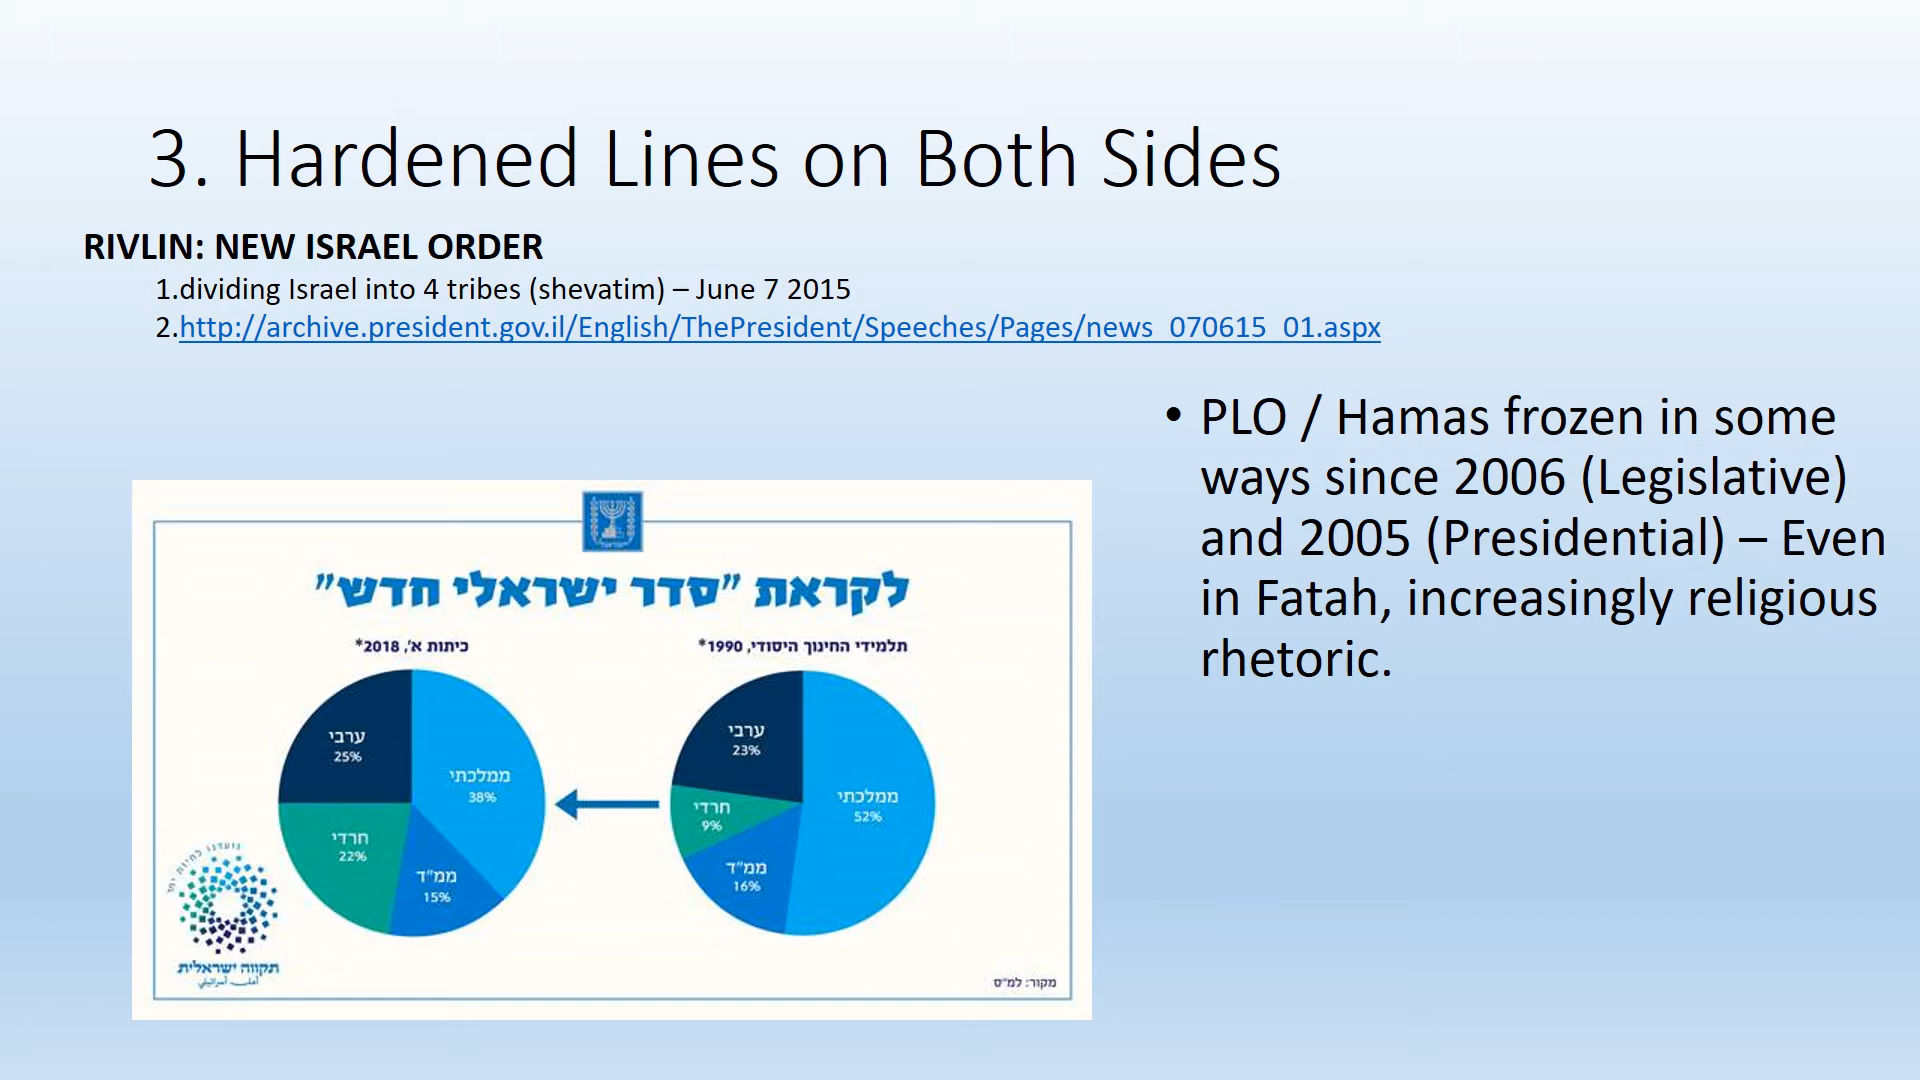 3. Hardened Lines on Both Sides
RIVLIN: NEW ISRAEL ORDER
1.dividing Israel into 4 tribes (shevatim) – June 7 2015
2.http://archive.president.gov.il/English/ThePresident/Speeches/Pages/news_070615_01.aspx
• PLO / Hamas frozen in some
ways since 2006 (Legislative)
and 2005 (Presidential) – Even
in Fatah, increasingly religious
rhetoric.
לקראת "סדר ישראלי חדש"
תלמידי החינוך היסודי, 1990*
ערבי
23%
חרדי
9%
ממ"ד
16%
ממלכתי
52%
כיתות א', 2018*
ערבי
25%
ממלכתי
38%
חרדי
22%
ממ"ד
15%
תקווה ישראלית
מקור: למ"ס